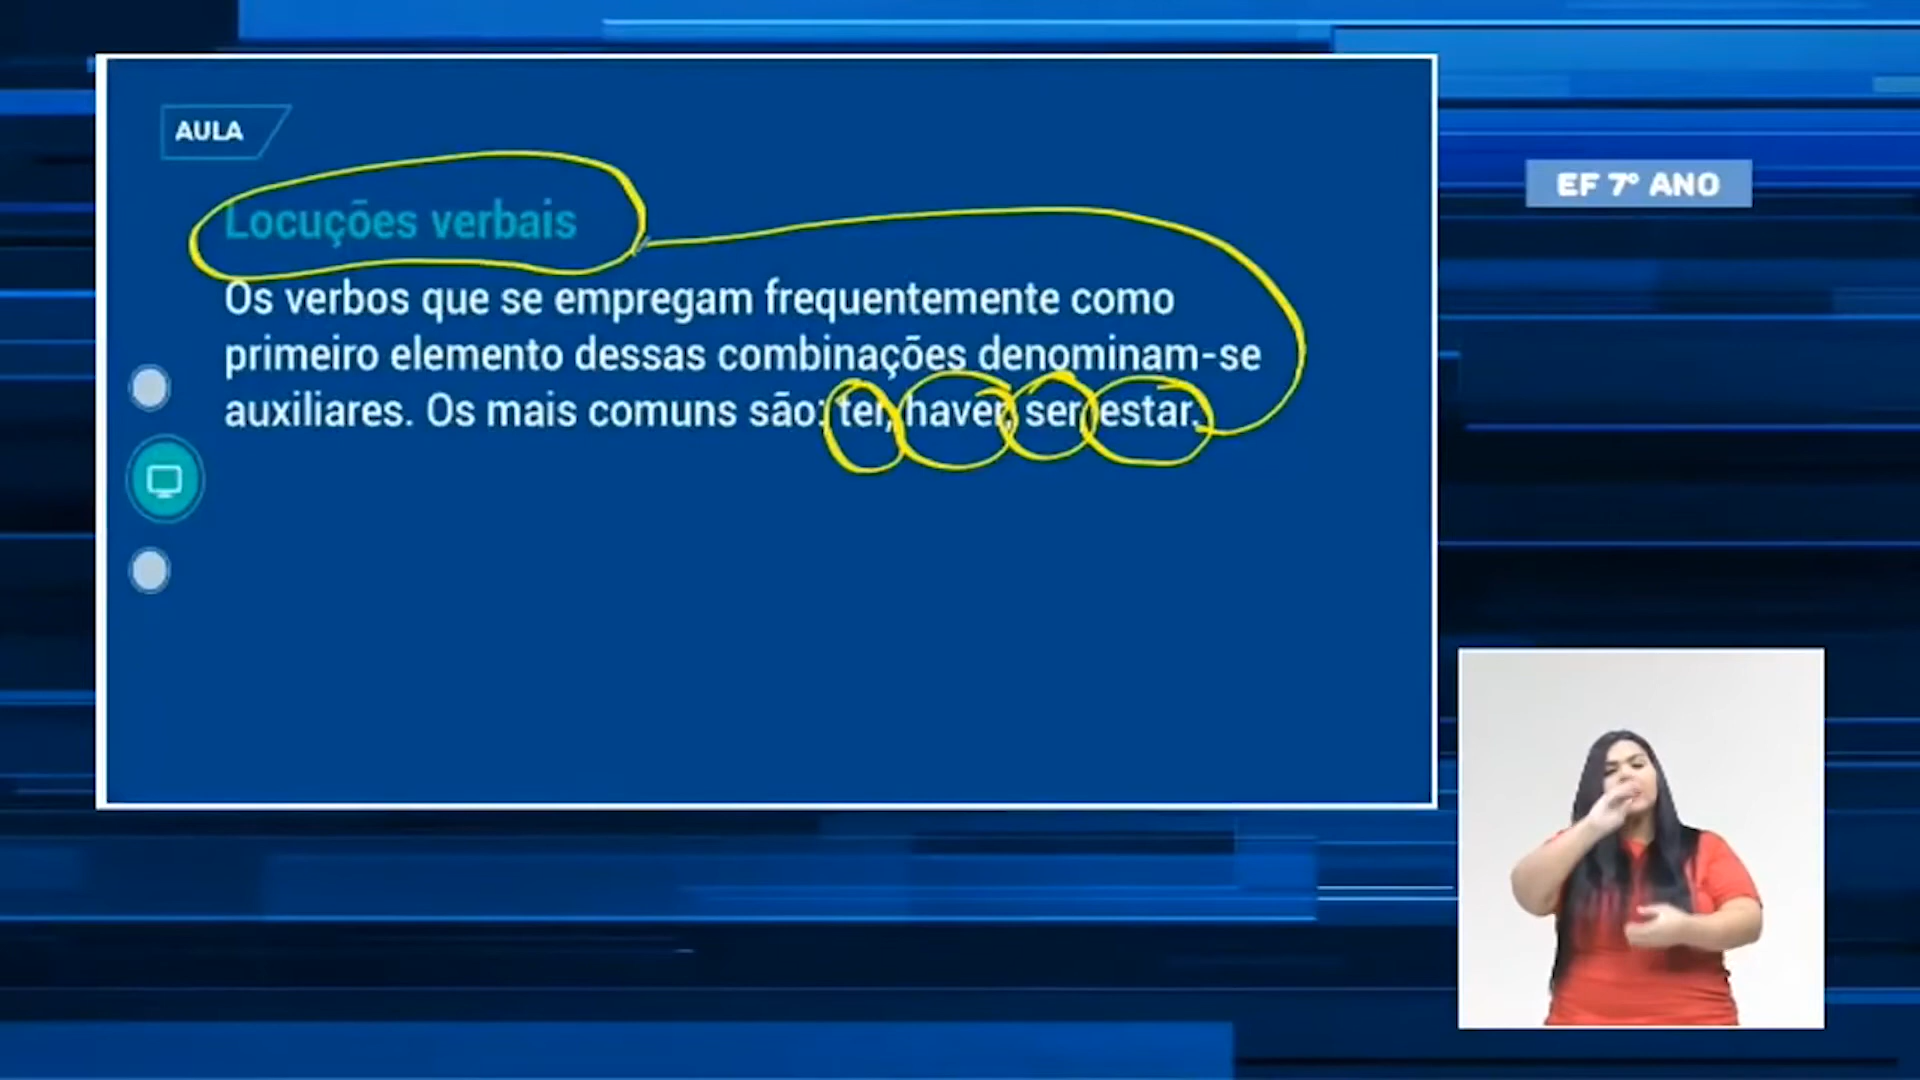 AULA
Locuções verbais
Os verbos que se empregam frequentemente como
primeiro elemento dessas combinações denominam-se
auxiliares. Os mais comuns são: ter, haver, ser, estar.
EF 7º ANO